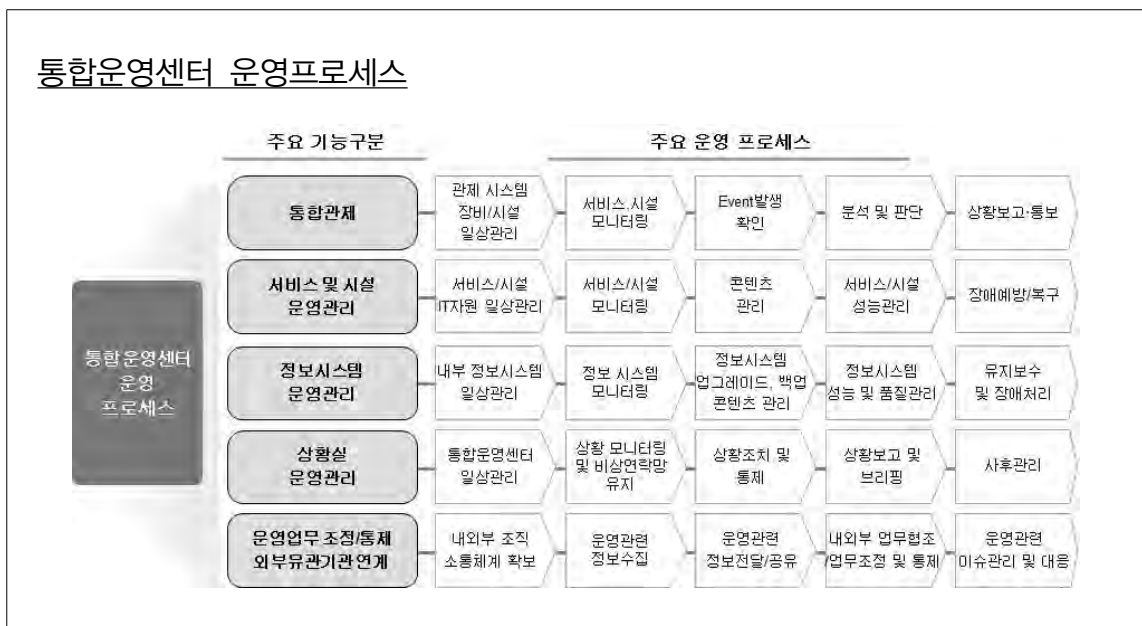 통합운영센터 운영프로세스
주요 기능구분
주요 운영 프로세스
통합운영센터
운영
프로세스
통합관제
관제 시스템
장비/시설
일상관리
서비스,시설
모니터링
Event발생
확인
분석 및 판단
상황보고·통보
서비스 및 시설
운영관리
서비스/시설
IT자원 일상관리
서비스/시설
모니터링
콘텐츠
관리
서비스/시설
성능관리
장애예방/복구
정보시스템
운영관리
내부 정보시스템
일상관리
정보 시스템
모니터링
정보시스템
업그레이드, 백업
콘텐츠 관리
정보시스템
성능 및 품질관리
유지보수
및 장애처리
상황실
운영관리
통합운영센터
일상관리
상황 모니터링
및 비상연락망
유지
상황조치 및
통제
상황보고 및
브리핑
사후관리
운영업무 조정/통제
외부유관기관 연계
내외부 조직
소통체계 확보
운영관련
정보수집
운영관련
정보전달/공유
내외부 업무협조
/업무조정 및 통제
운영관련
이슈관리 및 대응